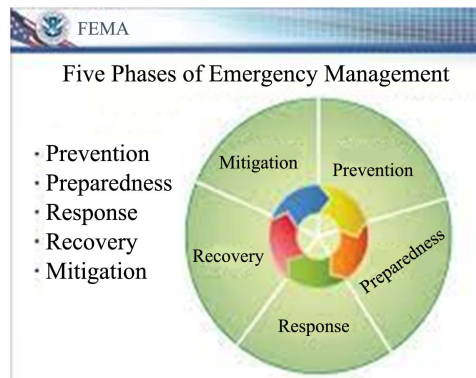 FEMA
Five Phases of Emergency Management
· Prevention
· Preparedness
· Response
· Recovery
· Mitigation
Mitigation
Prevention
Recovery
Preparedness
Response